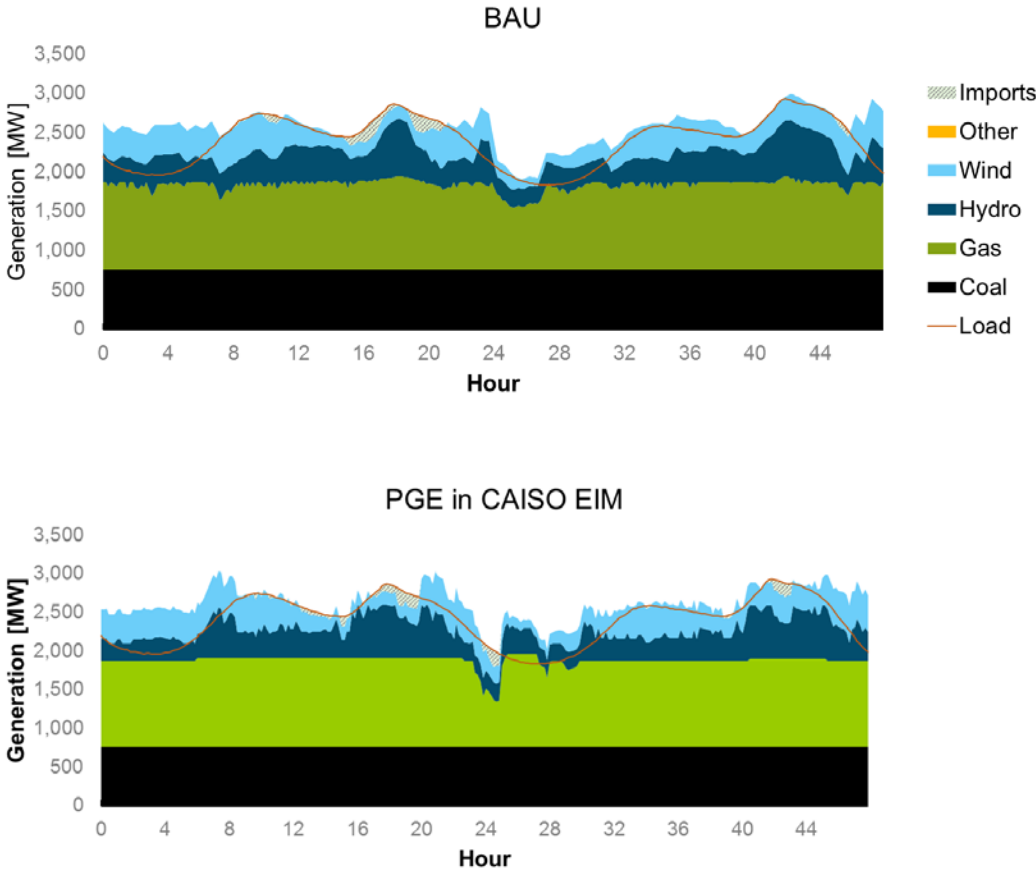 BAU
3,500
3,000
2,500
2,000
1,500
1,000
500
0
Generation [MW]
0 4 8 12 16 20 24 28 32 36 40 44
Hour
Imports
Other
Wind
Hydro
Gas
Coal
Load
PGE in CAISO EIM
3,500
3,000
2,500
2,000
1,500
1,000
500
0
Generation [MW]
0 4 8 12 16 20 24 28 32 36 40 44
Hour